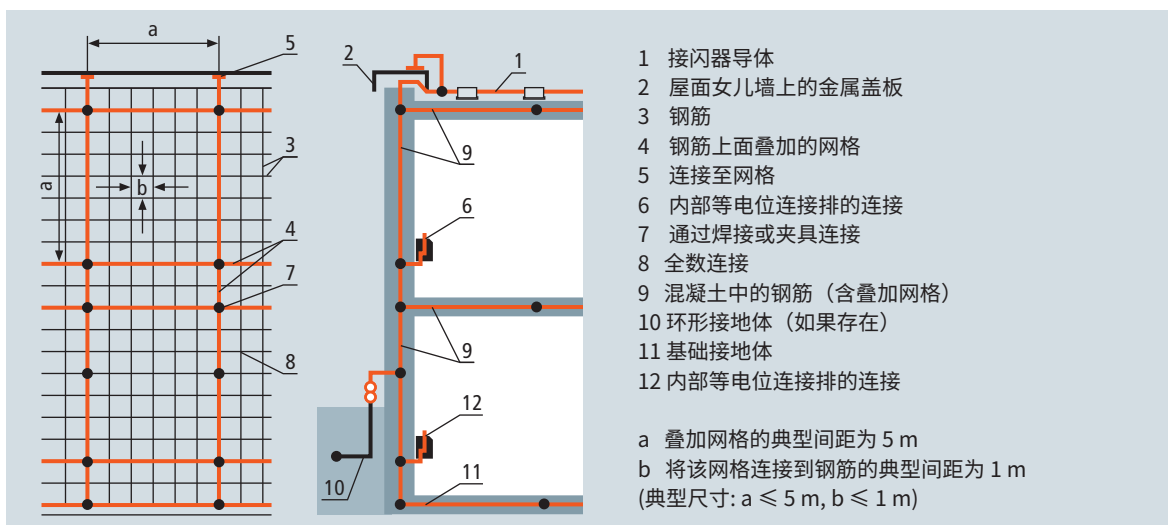 a
5
a
b
3
4
7
8
2
1
9
6
9
12
10
11
1 接闪器导体
2 屋面女儿墙上的金属盖板
3 钢筋
4 钢筋上面叠加的网格
5 连接至网格
6 内部等电位连接排的连接
7 通过焊接或夹具连接
8 全数连接
9 混凝土中的钢筋（含叠加网格）
10 环形接地体（如果存在）
11 基础接地体
12 内部等电位连接排的连接
a 叠加网格的典型间距为 5 m
b 将该网格连接到钢筋的典型间距为 1 m
(典型尺寸: a ≤ 5 m, b ≤ 1 m)